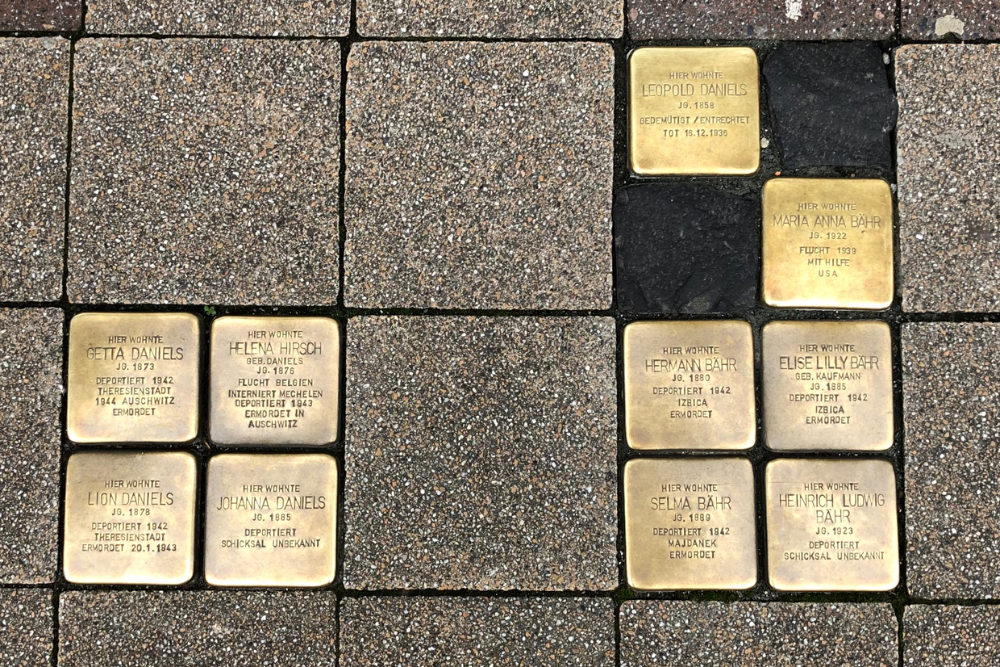 HIER WOHNTE
LEOPOLD DANIELS
JG. 1858
GEDEMÜTIGT / ENTRECHTET
TOT 16.12.1936
HIER WOHNTE
MARIA ANNA BÄHR
JG. 1922
FLUCHT 1939
MIT HILFE
USA
HIER WOHNTE
GETTA DANIELS
JG. 1873
DEPORTIERT 1942
THERESIENSTADT
1944 AUSCHWITZ
ERMORDET
HIER WOHNTE
HELENA HIRSCH
GEB. DANIELS
JG. 1876
FLUCHT BELGIEN
INTERNIERT MECHELEN
DEPORTIERT 1943
ERMORDET IN
AUSCHWITZ
HIER WOHNTE
HERMANN BÄHR
JG. 1880
DEPORTIERT 1942
IZBICA
ERMORDET
HIER WOHNTE
ELISE LILLY BÄHR
GEB. KAUFMANN
JG. 1885
DEPORTIERT 1942
IZBICA
ERMORDET
HIER WOHNTE
LION DANIELS
JG. 1878
DEPORTIERT 1942
THERESIENSTADT
ERMORDET 20.1.1943
HIER WOHNTE
JOHANNA DANIELS
JG. 1885
DEPORTIERT
SCHICKSAL UNBEKANNT
HIER WOHNTE
SELMA BÄHR
JG. 1889
DEPORTIERT 1942
MAJDANEK
ERMORDET
HIER WOHNTE
HEINRICH LUDWIG
BÄHR
JG. 1923
DEPORTIERT
SCHICKSAL UNBEKANNT